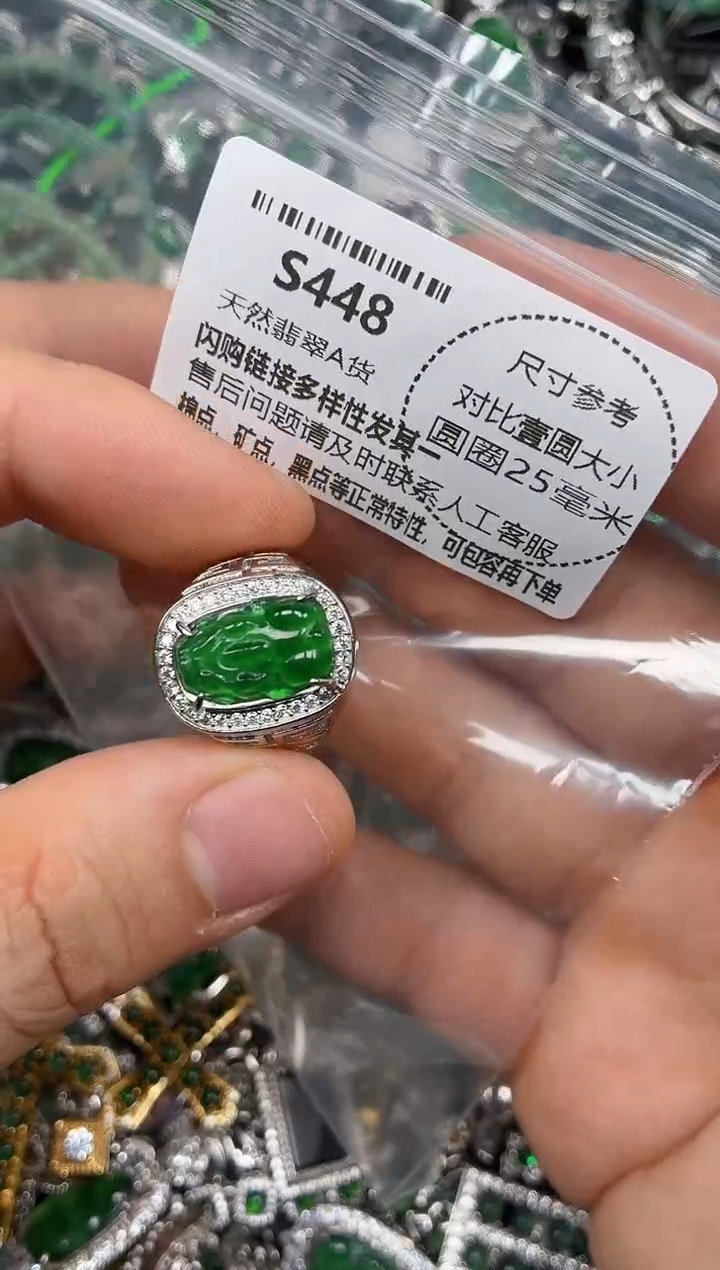 S448
天然翡翠A货
闪购链接多样性发其一
售后问题请及时联系人工客服
棉点，矿点，黑点等正常特性，可包容再下单
尺寸参考
对比壹圆大小
圆圈25毫米